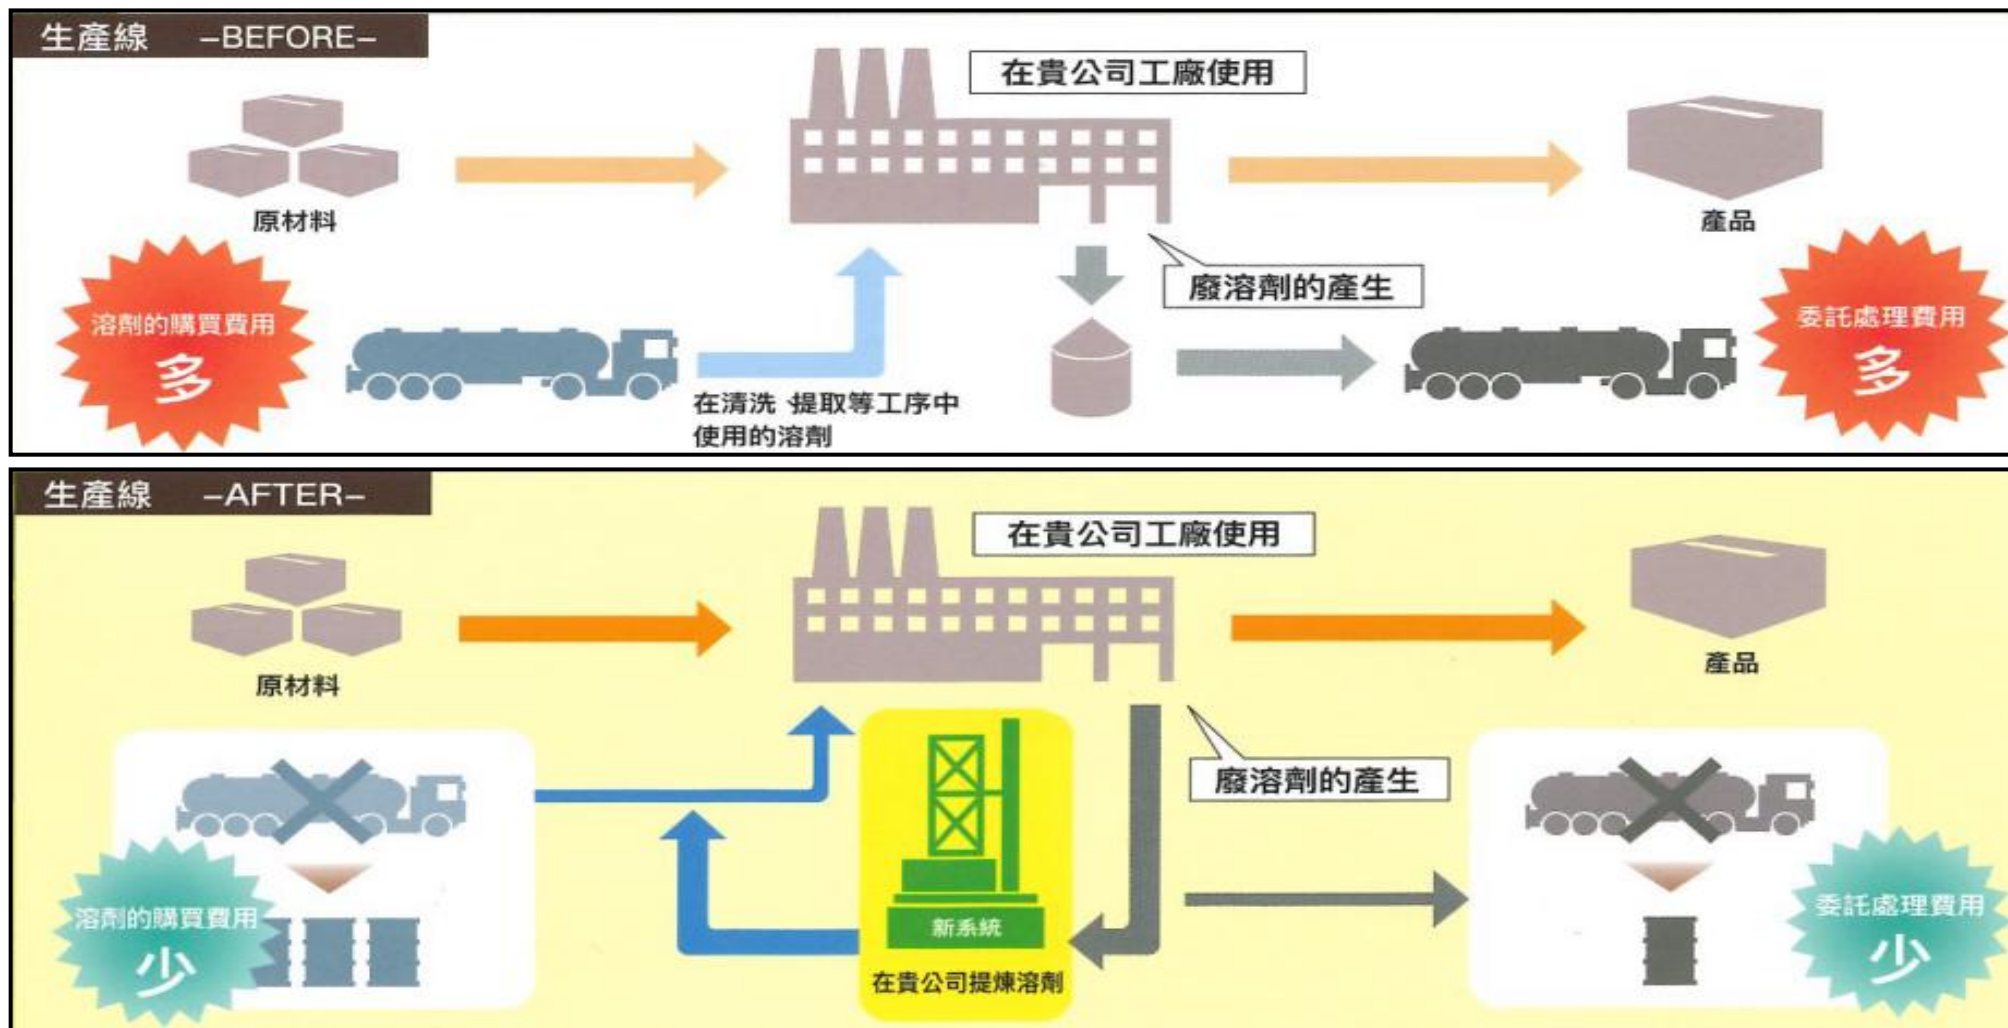 生產線 –BEFORE–
在貴公司工廠使用
原材料
產品
溶劑的購買費用
多
廢溶劑的產生
委託處理費用
多
在清洗、提取等工序中
使用的溶劑
生產線 –AFTER–
在貴公司工廠使用
原材料
產品
廢溶劑的產生
溶劑的購買費用
少
新系統
在貴公司提煉溶劑
委託處理費用
少